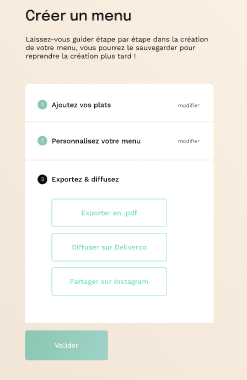 Créer un menu
Laissez-vous guider étape par étape dans la création
de votre menu, vous pourrez le sauvegarder pour
reprendre la création plus tard !
1 Ajoutez vos plats modifier
2 Personnalisez votre menu modifier
3 Exportez & diffusez
Exporter en .pdf
Diffuser sur Deliveroo
Partager sur Instagram
Valider